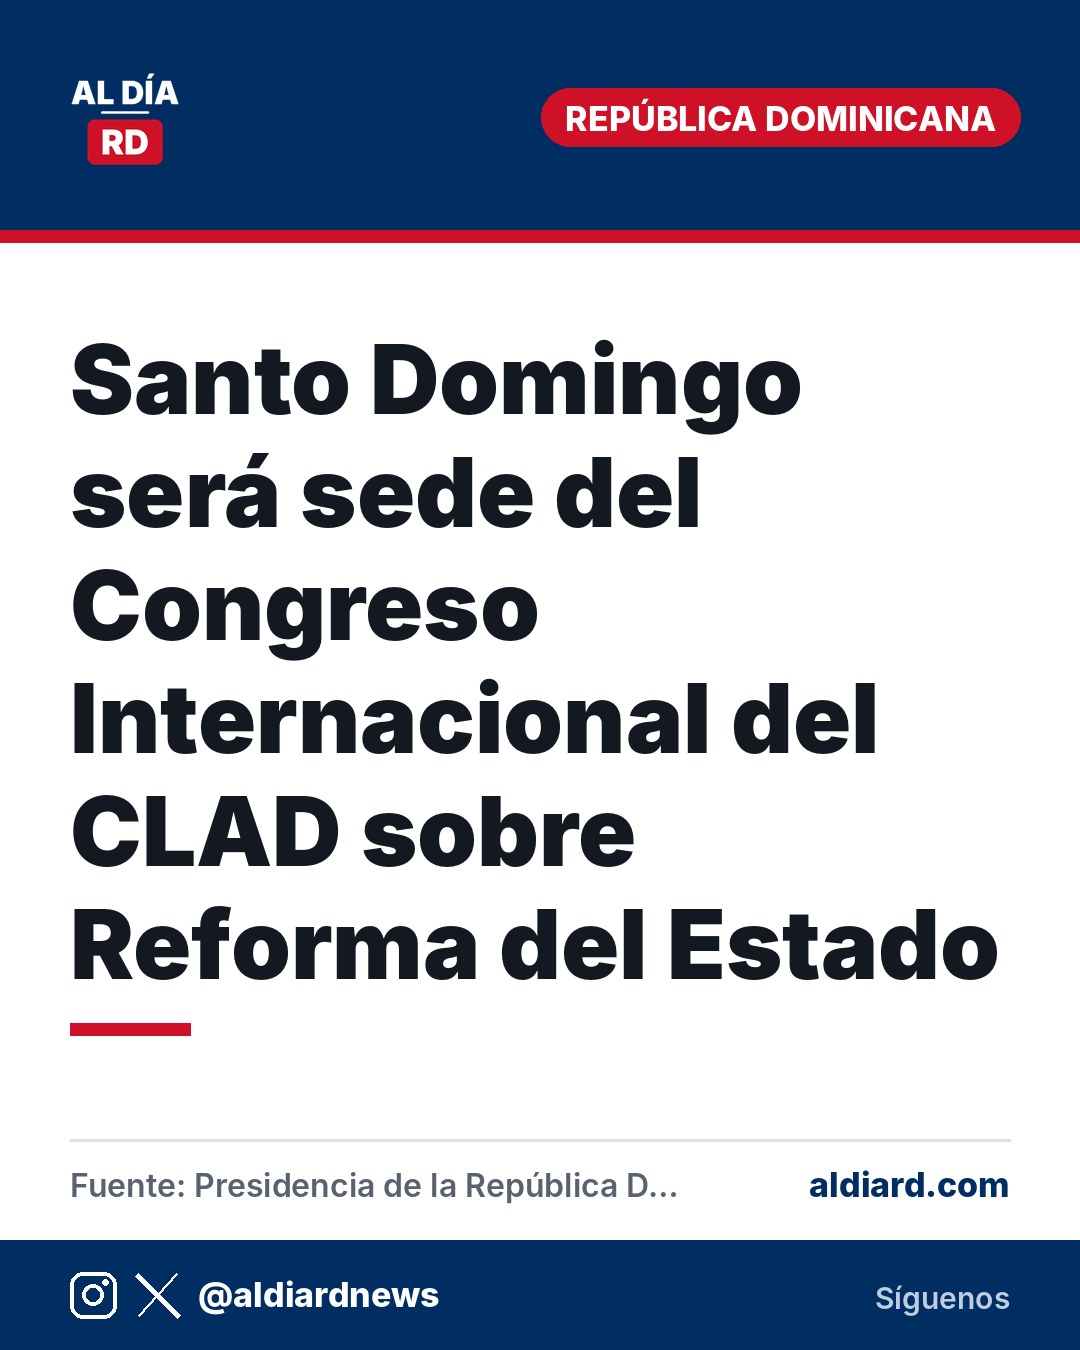 AL DÍA
RD
REPÚBLICA DOMINICANA
Santo Domingo
será sede del
Congreso
Internacional del
CLAD sobre
Reforma del Estado
Fuente: Presidencia de la República D...
aldiard.com
@aldiardnews
Síguenos